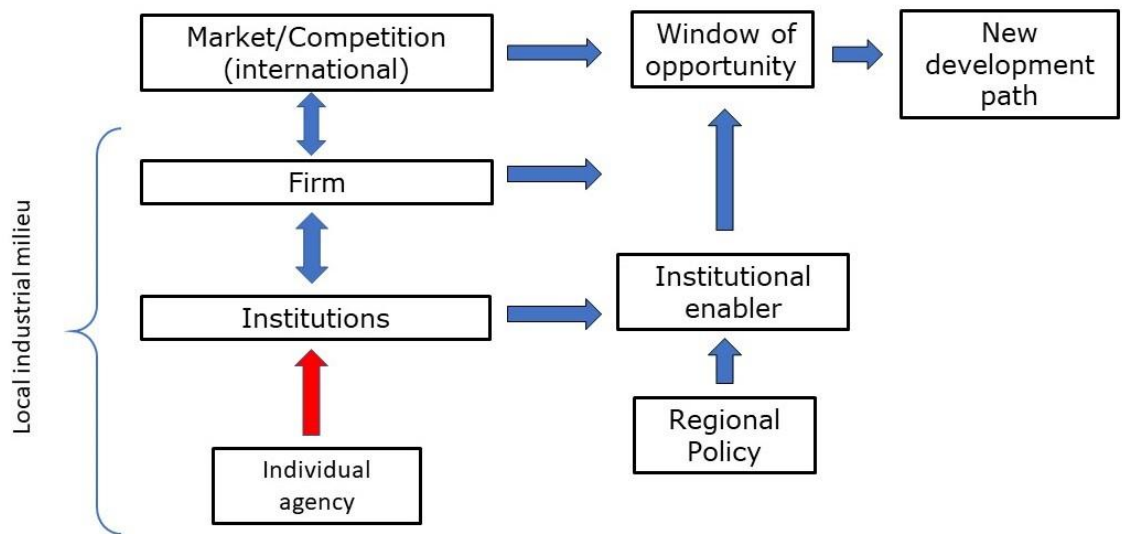 Market/Competition
(international)
Window of
opportunity
New
development
path
Firm
Institutions
Institutional
enabler
Regional
Policy
Individual
agency
Local industrial milieu